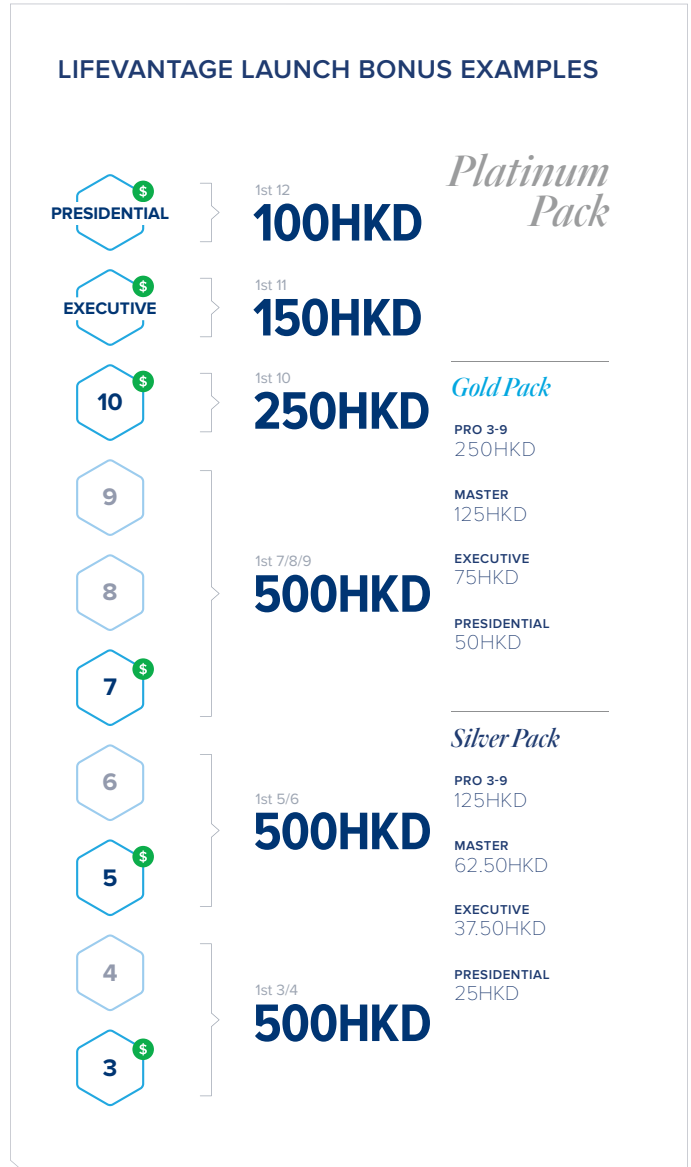 LIFEVANTAGE LAUNCH BONUS EXAMPLES
Platinum
Pack
$
PRESIDENTIAL
1st 12
100HKD
$
EXECUTIVE
1st 11
150HKD
$
10
1st 10
250HKD
9
8
$
7
1st 7/8/9
500HKD
6
$
5
1st 5/6
500HKD
4
$
3
1st 3/4
500HKD
Gold Pack
PRO 3-9
250HKD
MASTER
125HKD
EXECUTIVE
75HKD
PRESIDENTIAL
50HKD
Silver Pack
PRO 3-9
125HKD
MASTER
62.50HKD
EXECUTIVE
37.50HKD
PRESIDENTIAL
25HKD